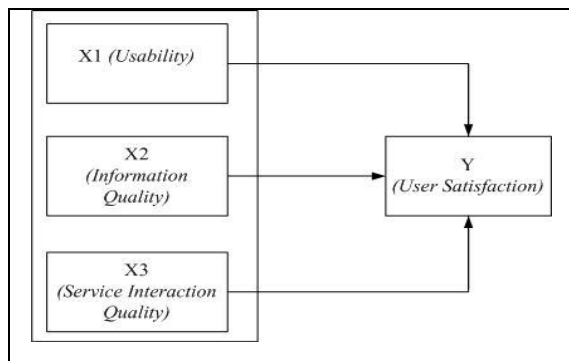 X1 (Usability)
X2
(Information
Quality)
X3
(Service Interaction
Quality)
Y
(User Satisfaction)